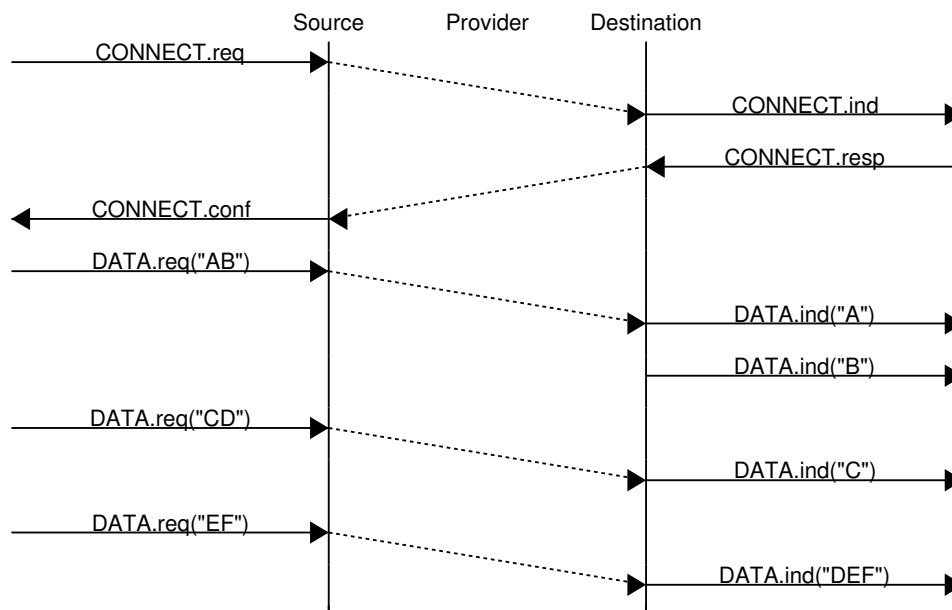 Source Provider Destination
CONNECT.req
CONNECT.ind
CONNECT.resp
CONNECT.conf
DATA.req("AB")
DATA.ind("A")
DATA.ind("B")
DATA.req("CD")
DATA.ind("C")
DATA.req("EF")
DATA.ind("DEF")